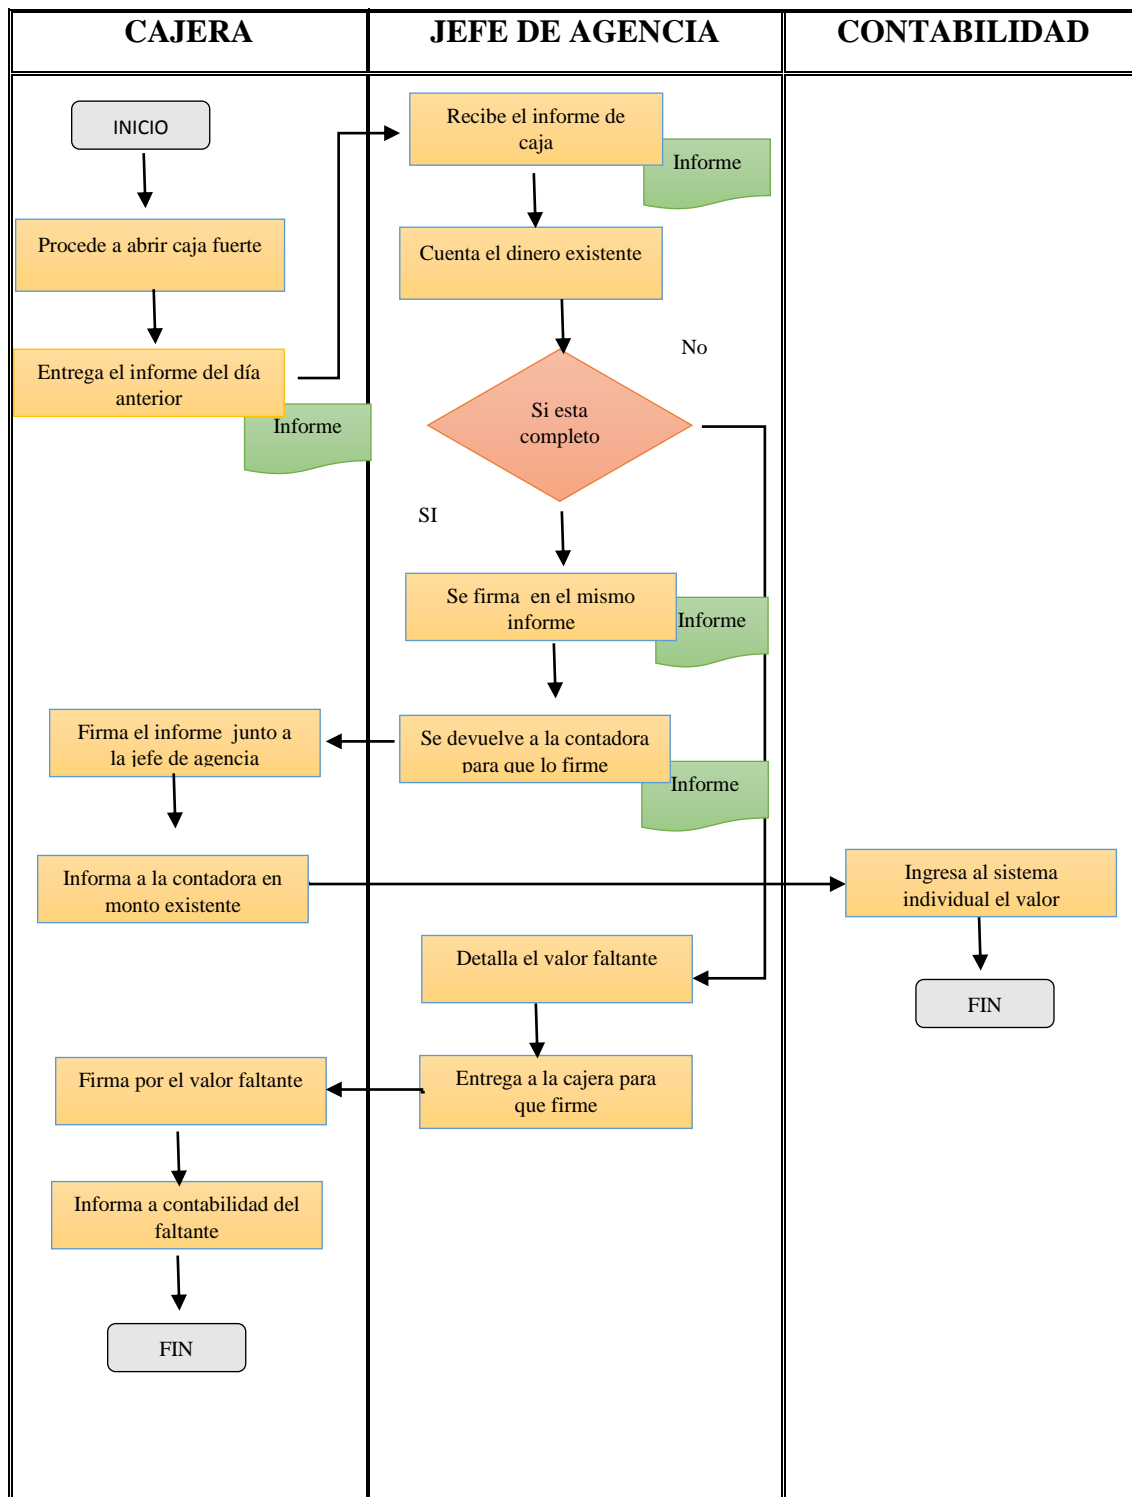 CAJERA
JEFE DE AGENCIA
CONTABILIDAD
INICIO
Recibe el informe de
caja
Informe
Procede a abrir caja fuerte
Cuenta el dinero existente
No
Entrega el informe del día
anterior
Informe
Si esta
completo
SI
Se firma  en el mismo
informe
Informe
Firma el informe  junto a
la jefe de agencia
Se devuelve a la contadora
para que lo firme
Informe
Informa a la contadora en
monto existente
Ingresa al sistema
individual el valor
Detalla el valor faltante
FIN
Firma por el valor faltante
Entrega a la cajera para
que firme
Informa a contabilidad del
faltante
FIN